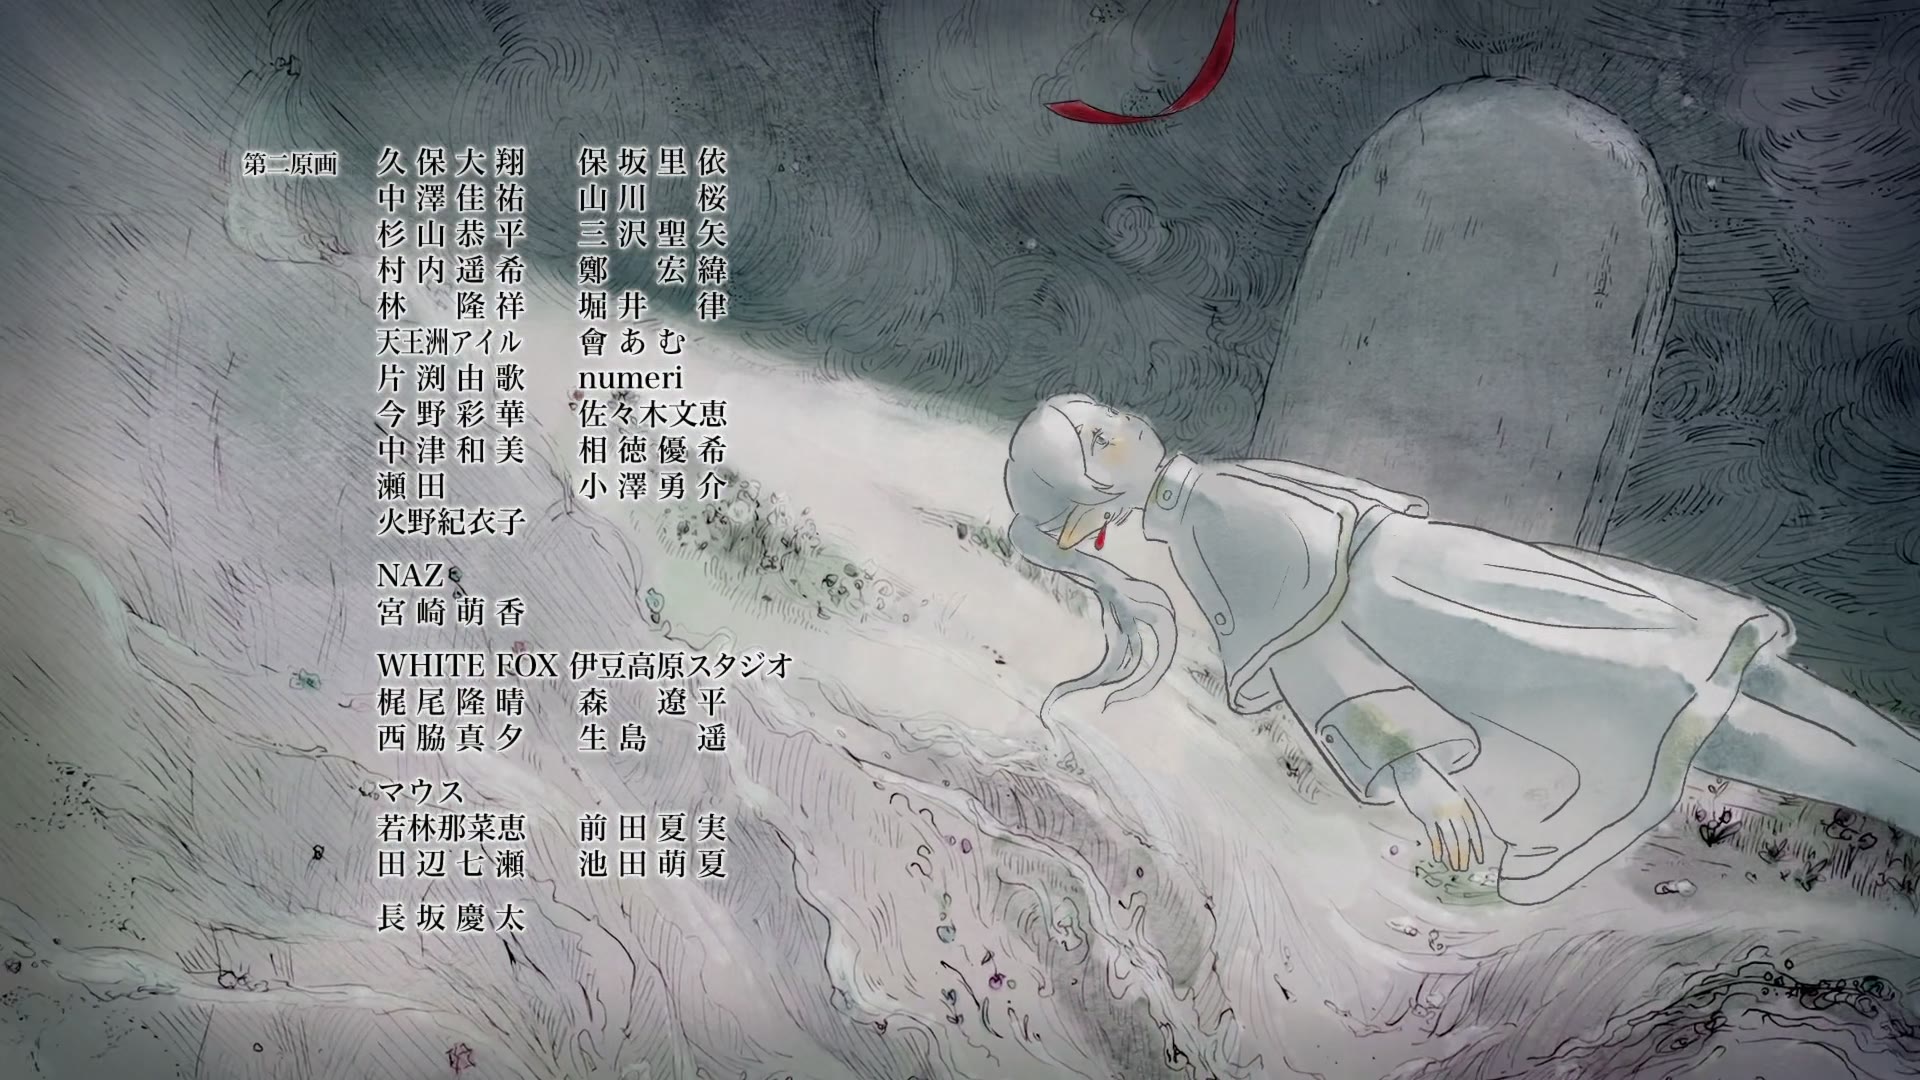 第二原画 久保大翔 保坂里依
中澤佳祐 山川桜
杉山恭平 三沢聖矢
村内遥希 鄭宏緯
林隆祥 堀井律
天王洲アイル 會あむ
片渕由歌 numeri
今野彩華 佐々木文恵
中津和美 相徳優希
瀬田 小澤勇介
火野紀衣子
NAZ
宮崎萌香
WHITE FOX 伊豆高原スタジオ
梶尾隆晴 森遼平
西脇真夕 生島遥
マウス
若林那菜恵 前田夏実
田辺七瀬 池田萌夏
長坂慶太